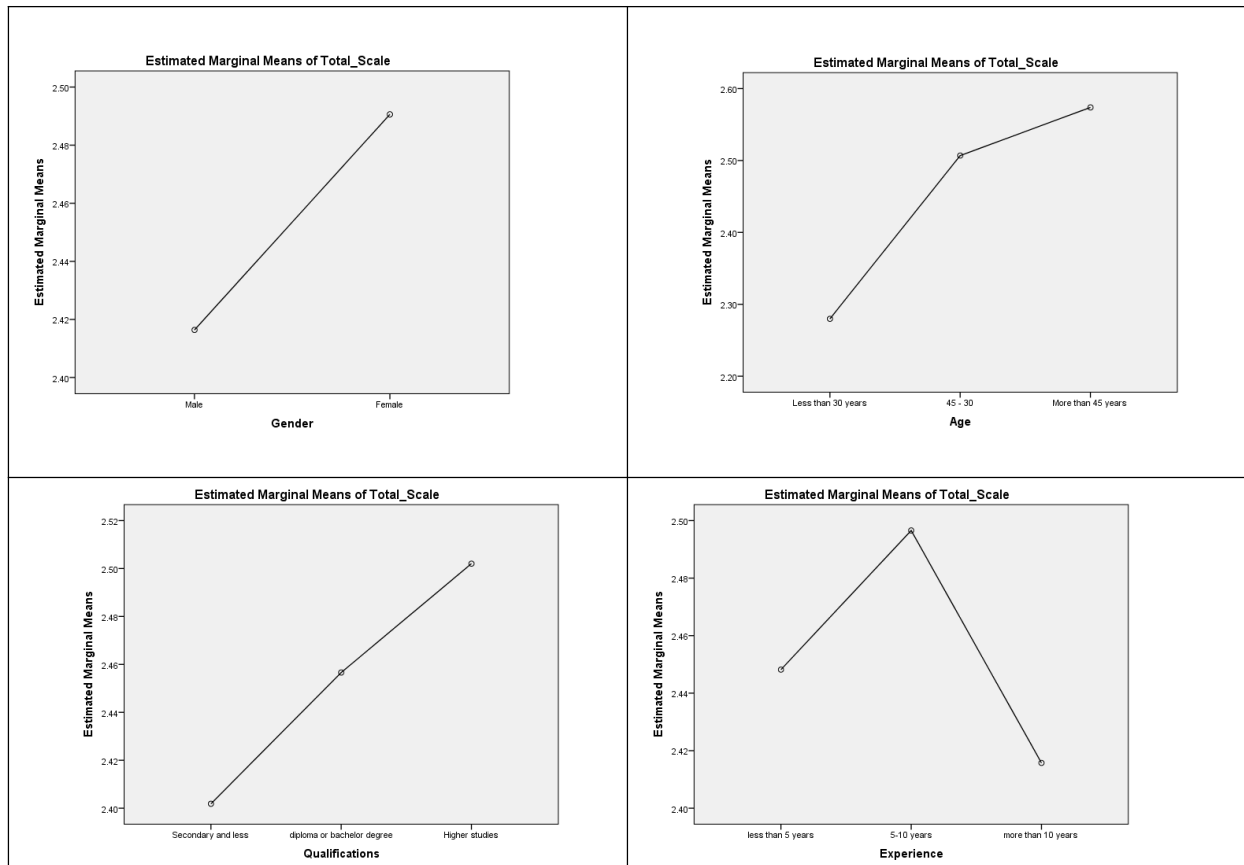 Estimated Marginal Means of Total_Scale
Estimated Marginal Means
2.50
2.48
2.46
2.44
2.42
2.40
Male
Female
Gender
Estimated Marginal Means of Total_Scale
Estimated Marginal Means
2.60
2.50
2.40
2.30
2.20
Less than 30 years
45 - 30
More than 45 years
Age
Estimated Marginal Means of Total_Scale
Estimated Marginal Means
2.52
2.50
2.48
2.46
2.44
2.42
2.40
Secondary and less
diploma or bachelor degree
Higher studies
Qualifications
Estimated Marginal Means of Total_Scale
Estimated Marginal Means
2.50
2.48
2.46
2.44
2.42
2.40
less than 5 years
5-10 years
more than 10 years
Experience